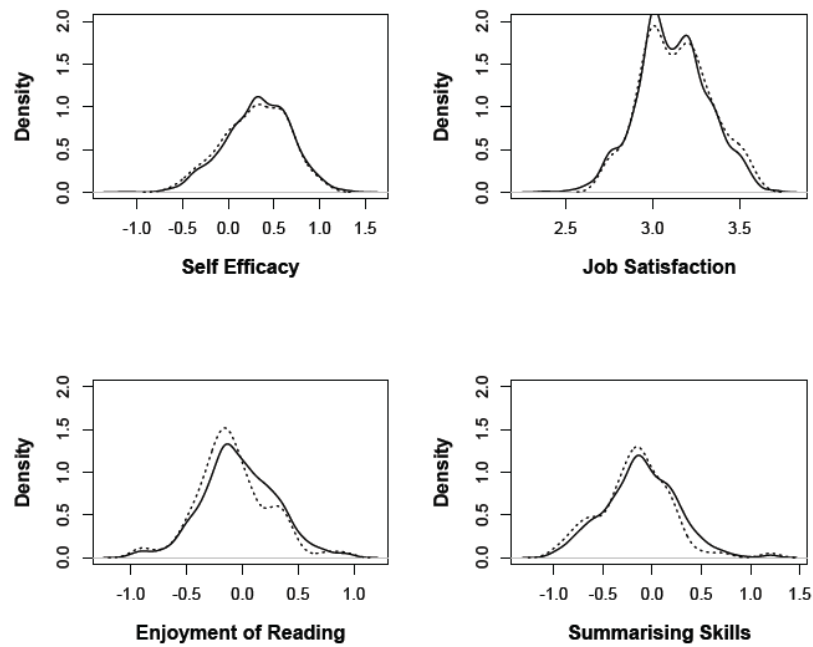 Density
0.0 0.5 1.0 1.5 2.0
-1.0 -0.5 0.0 0.5 1.0 1.5
Self Efficacy
Density
0.0 0.5 1.0 1.5 2.0
2.5 3.0 3.5
Job Satisfaction
Density
0.0 0.5 1.0 1.5 2.0
-1.0 -0.5 0.0 0.5 1.0
Enjoyment of Reading
Density
0.0 0.5 1.0 1.5 2.0
-1.0 -0.5 0.0 0.5 1.0 1.5
Summarising Skills